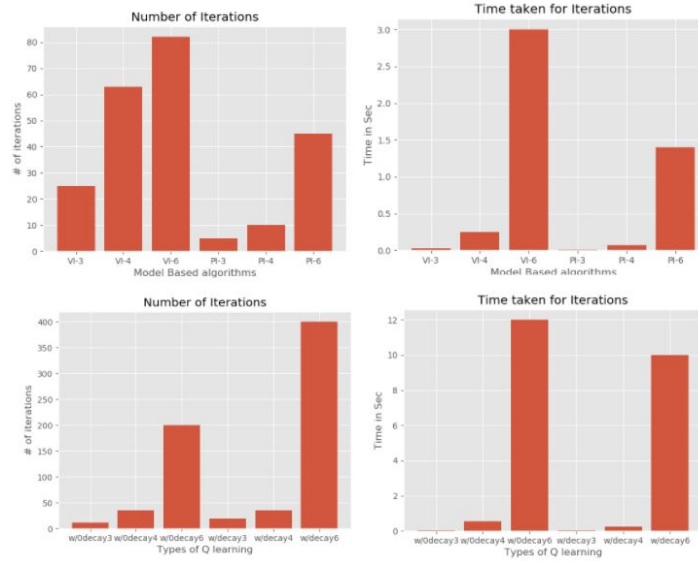 Number of Iterations
# of iterations
80
70
60
50
40
30
20
10
0
VI-3 VI-4 VI-6 PI-3 PI-4 PI-6
Model Based algorithms
Time taken for Iterations
Time in Sec
3.0
2.5
2.0
1.5
1.0
0.5
0.0
VI-3 VI-4 VI-6 PI-3 PI-4 PI-6
Model Based algorithms
Number of Iterations
# of iterations
400
350
300
250
200
150
100
50
0
w/0decay3 w/0decay4 w/0decay6 w/decay3 w/decay4 w/decay6
Types of Q learning
Time taken for Iterations
Time in Sec
12
10
8
6
4
2
0
w/0decay3 w/0decay4 w/0decay6 w/decay3 w/decay4 w/decay6
Types of Q learning